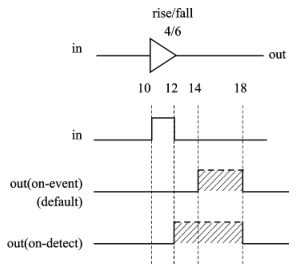 rise/fall
4/6
in
out
10 12 14 18
in
out(on-event)
(default)
out(on-detect)